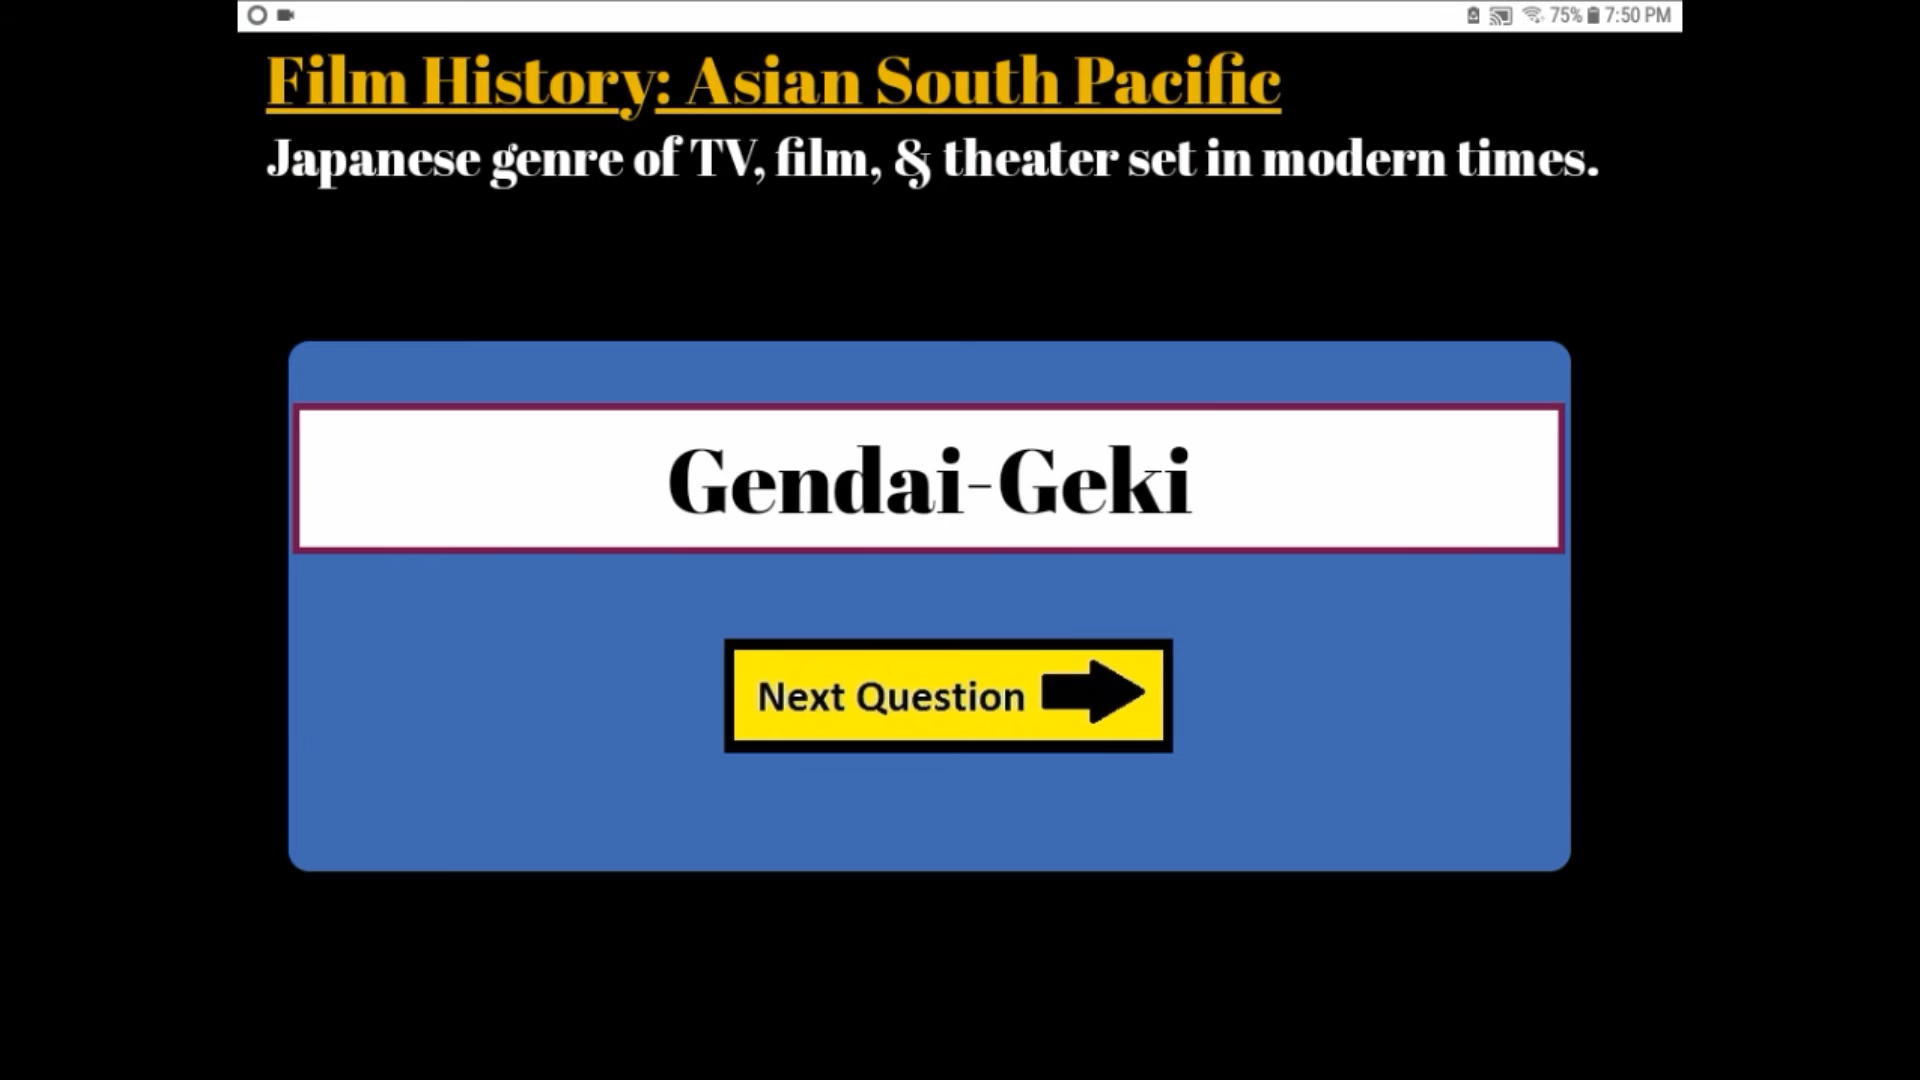 75% 7:50 PM
Film History: Asian South Pacific
Japanese genre of TV, film, & theater set in modern times.
Gendai-Geki
Next Question